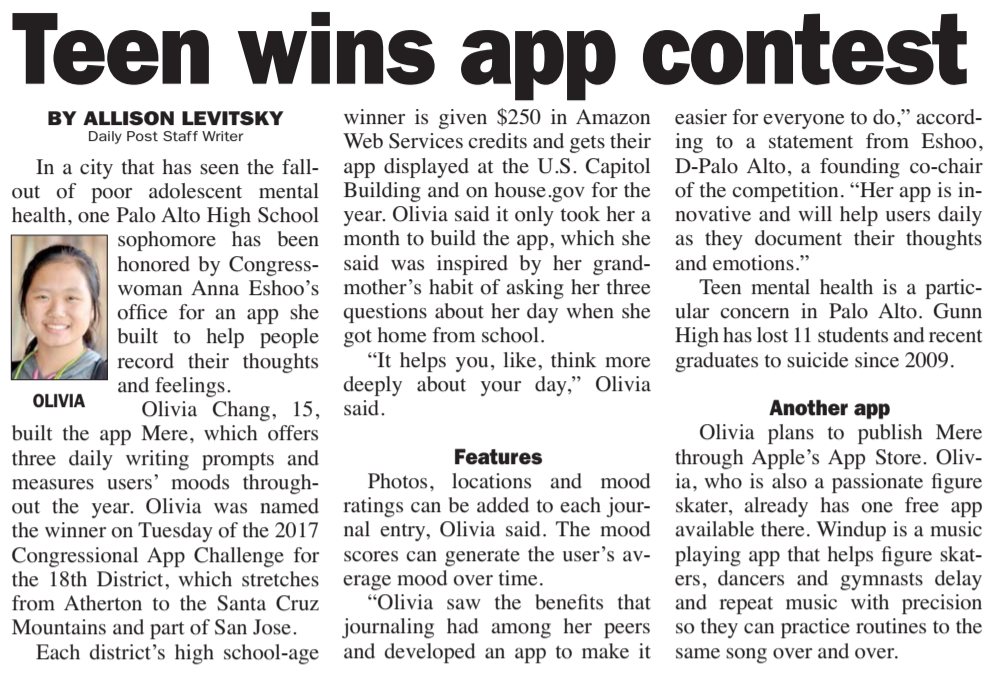 Teen wins app contest
BY ALLISON LEVITSKY
Daily Post Staff Writer
In a city that has seen the fall-
out of poor adolescent mental
health, one Palo Alto High School
sophomore has been
honored by Congress-
woman Anna Eshoo’s
office for an app she
built to help people
record their thoughts
and feelings.
OLIVIA
Olivia Chang, 15,
built the app Mere, which offers
three daily writing prompts and
measures users’ moods through-
out the year. Olivia was named
the winner on Tuesday of the 2017
Congressional App Challenge for
the 18th District, which stretches
from Atherton to the Santa Cruz
Mountains and part of San Jose.
Each district’s high school-age
winner is given $250 in Amazon
Web Services credits and gets their
app displayed at the U.S. Capitol
Building and on house.gov for the
year. Olivia said it only took her a
month to build the app, which she
said was inspired by her grand-
mother’s habit of asking her three
questions about her day when she
got home from school.
“It helps you, like, think more
deeply about your day,” Olivia
said.
Features
Photos, locations and mood
ratings can be added to each jour-
nal entry, Olivia said. The mood
scores can generate the user’s av-
erage mood over time.
“Olivia saw the benefits that
journaling had among her peers
and developed an app to make it
easier for everyone to do,” accord-
ing to a statement from Eshoo,
D-Palo Alto, a founding co-chair
of the competition. “Her app is in-
novative and will help users daily
as they document their thoughts
and emotions.”
Teen mental health is a partic-
ular concern in Palo Alto. Gunn
High has lost 11 students and recent
graduates to suicide since 2009.
Another app
Olivia plans to publish Mere
through Apple’s App Store. Oliv-
ia, who is also a passionate figure
skater, already has one free app
available there. Windup is a music
playing app that helps figure skat-
ers, dancers and gymnasts delay
and repeat music with precision
so they can practice routines to the
same song over and over.